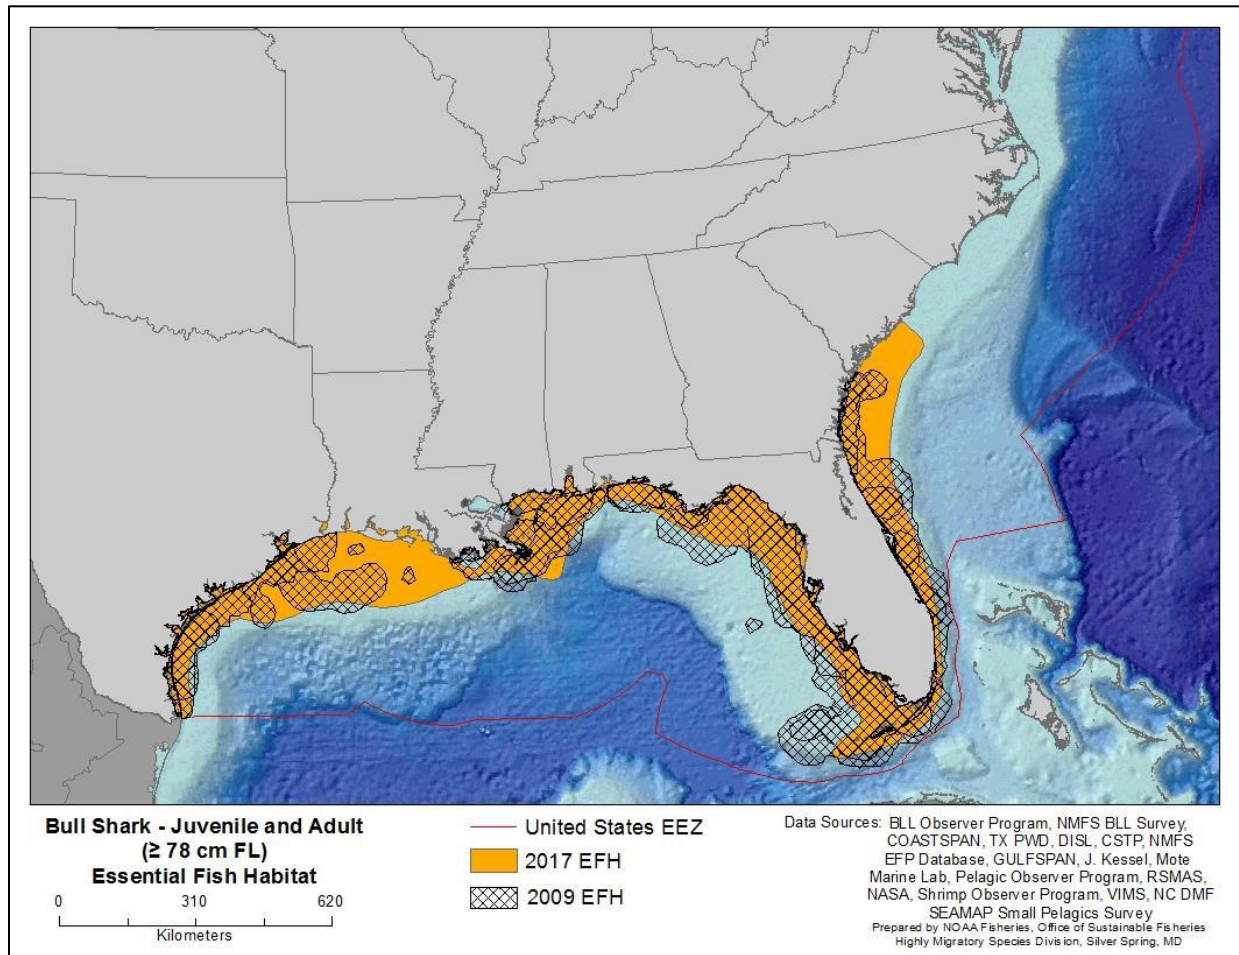 Bull Shark - Juvenile and Adult
(≥ 78 cm FL)
Essential Fish Habitat
0 310 620
Kilometers
United States EEZ
2017 EFH
2009 EFH
Data Sources: BLL Observer Program, NMFS BLL Survey,
COASTSPAN, TX PWD, DISL, CSTP, NMFS
EFP Database, GULFSPAN, J. Kessel, Mote
Marine Lab, Pelagic Observer Program, RSMAS,
NASA, Shrimp Observer Program, VIMS, NC DMF
SEAMAP Small Pelagics Survey
Prepared by NOAA Fisheries, Office of Sustainable Fisheries
Highly Migratory Species Division, Silver Spring, MD